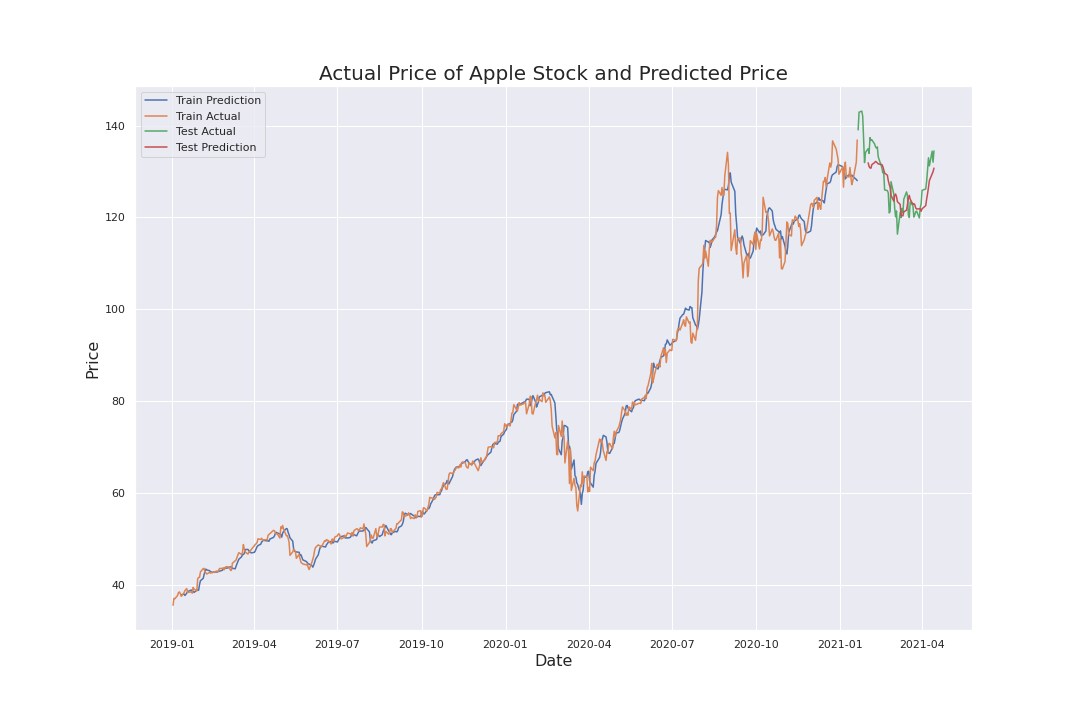 Actual Price of Apple Stock and Predicted Price
Train Prediction
Train Actual
Test Actual
Test Prediction
140
120
100
80
60
40
Price
2019-01 2019-04 2019-07 2019-10 2020-01 2020-04 2020-07 2020-10 2021-01 2021-04
Date